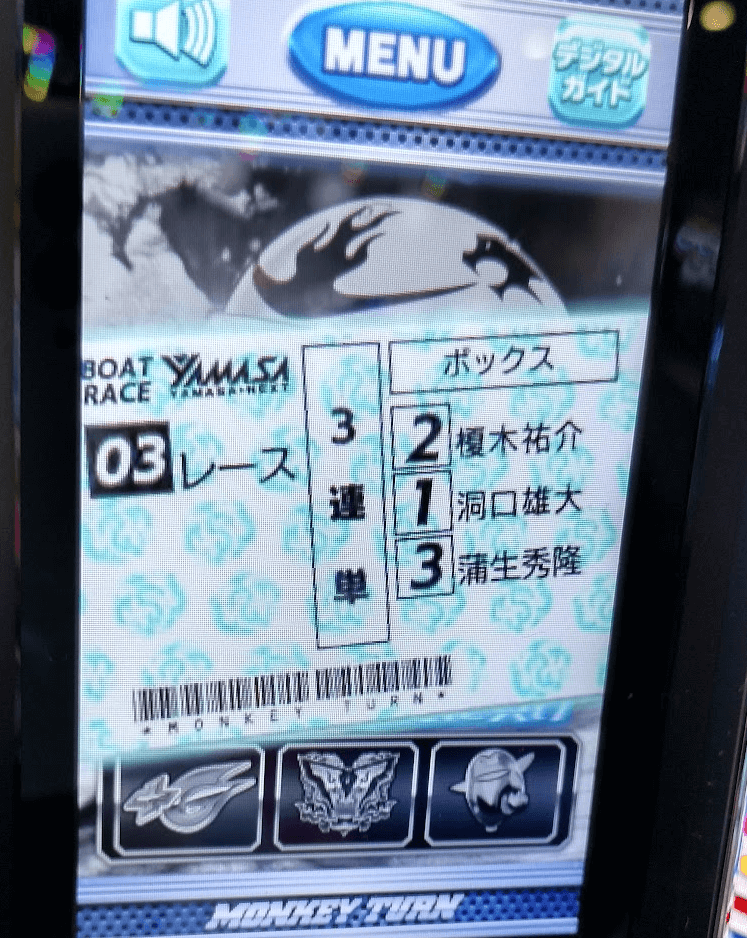 MENU
デジタル
ガイド
BOAT
RACE
YAMASA
YAMASA・NEXT
03レース
3
連
単
ボックス
2 榎木祐介
1 洞口雄大
3 蒲生秀隆
*MONKEY TURN*
MONKEY TURN